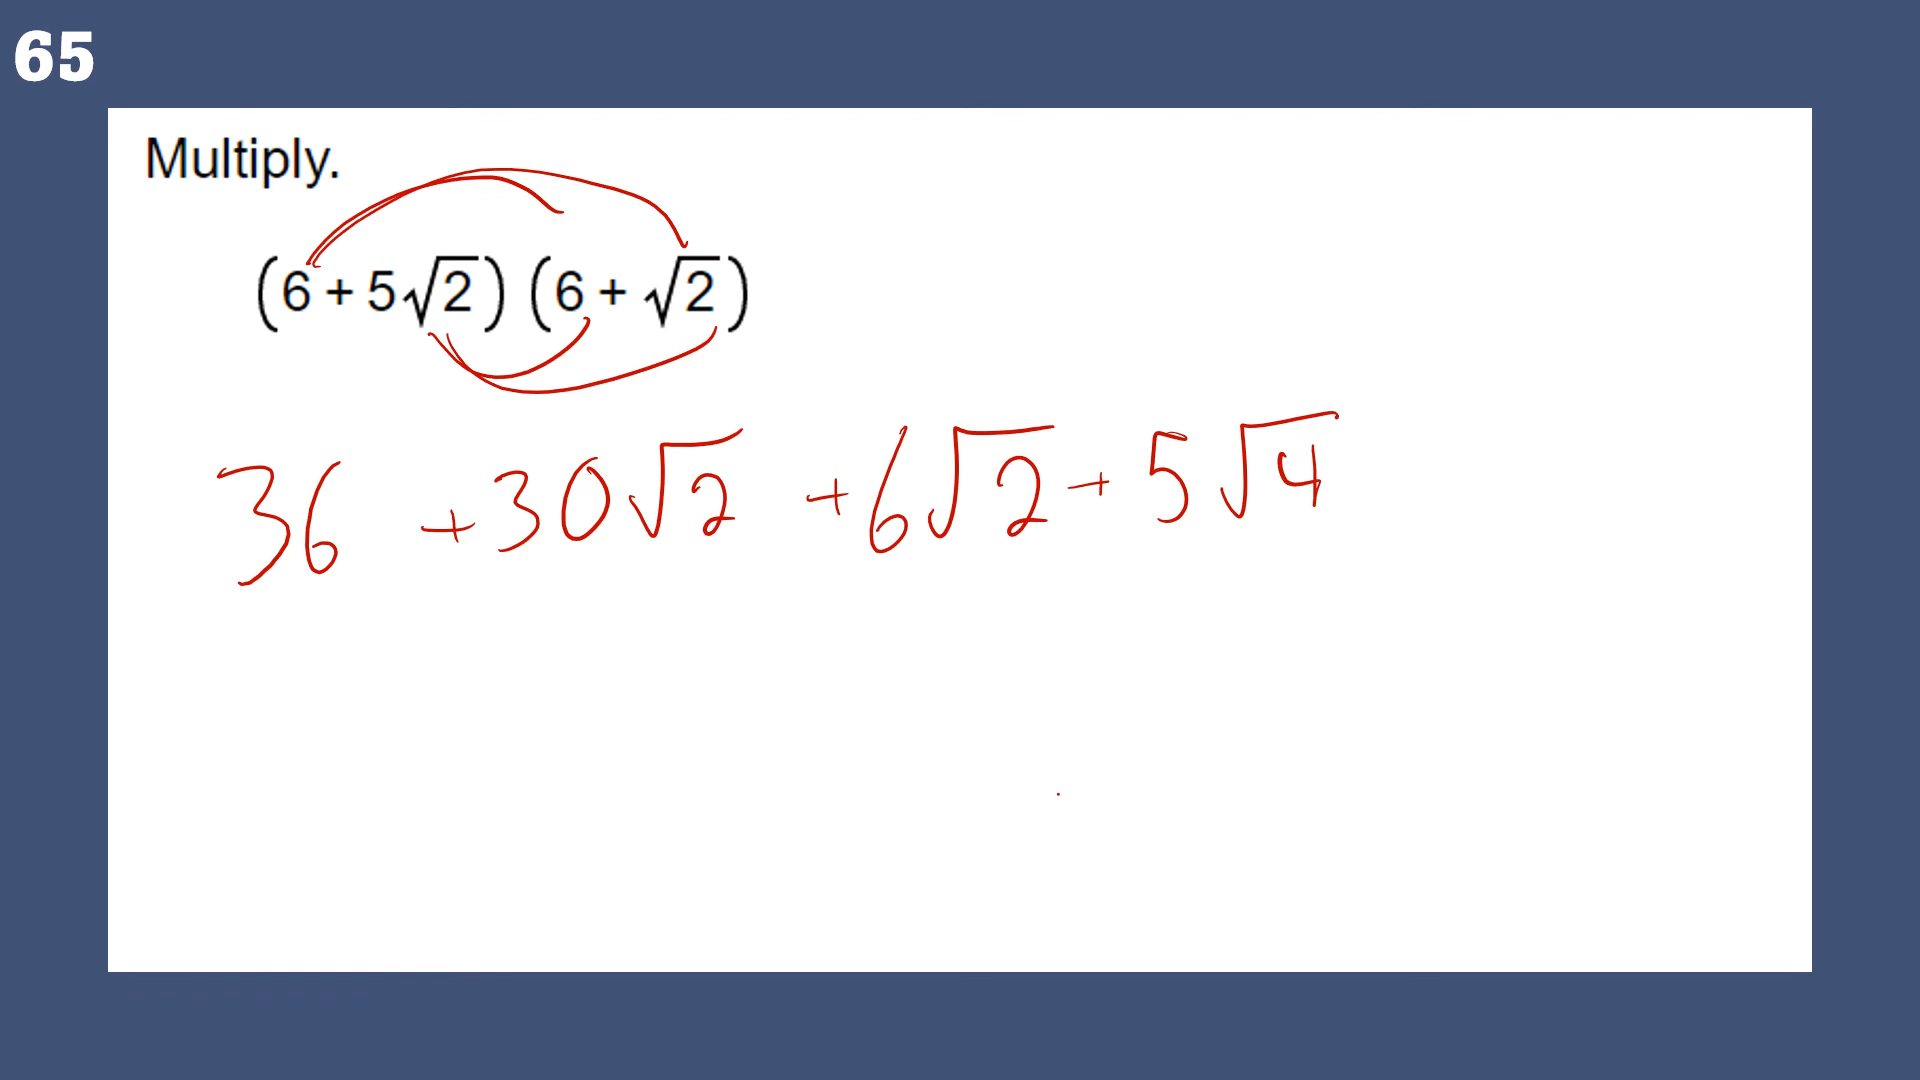 65
Multiply.
(6 + 5√2) (6 + √2)
36 + 30√2 + 6√2 + 5√4